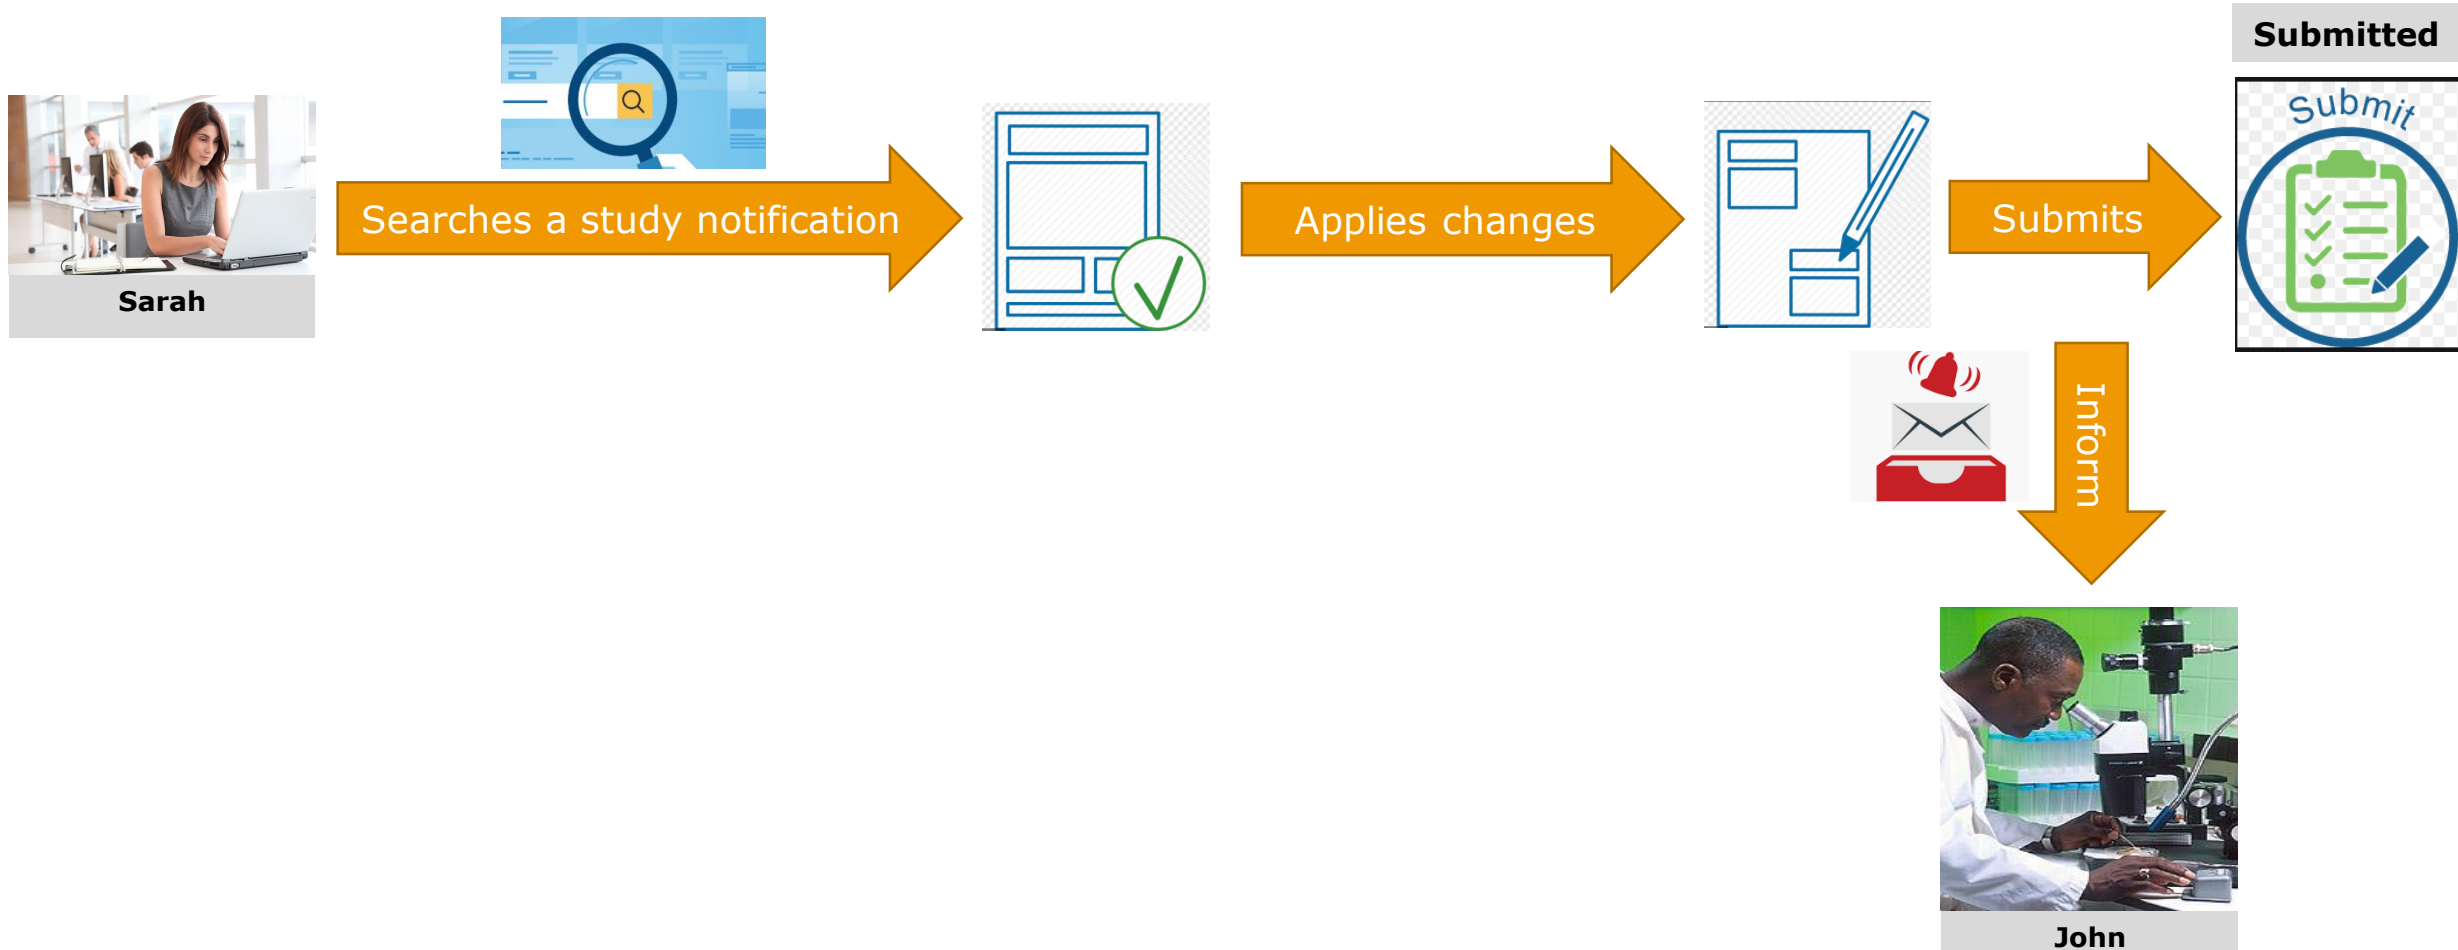 Submitted
Submit
Searches a study notification
Applies changes
Submits
Sarah
Inform
John